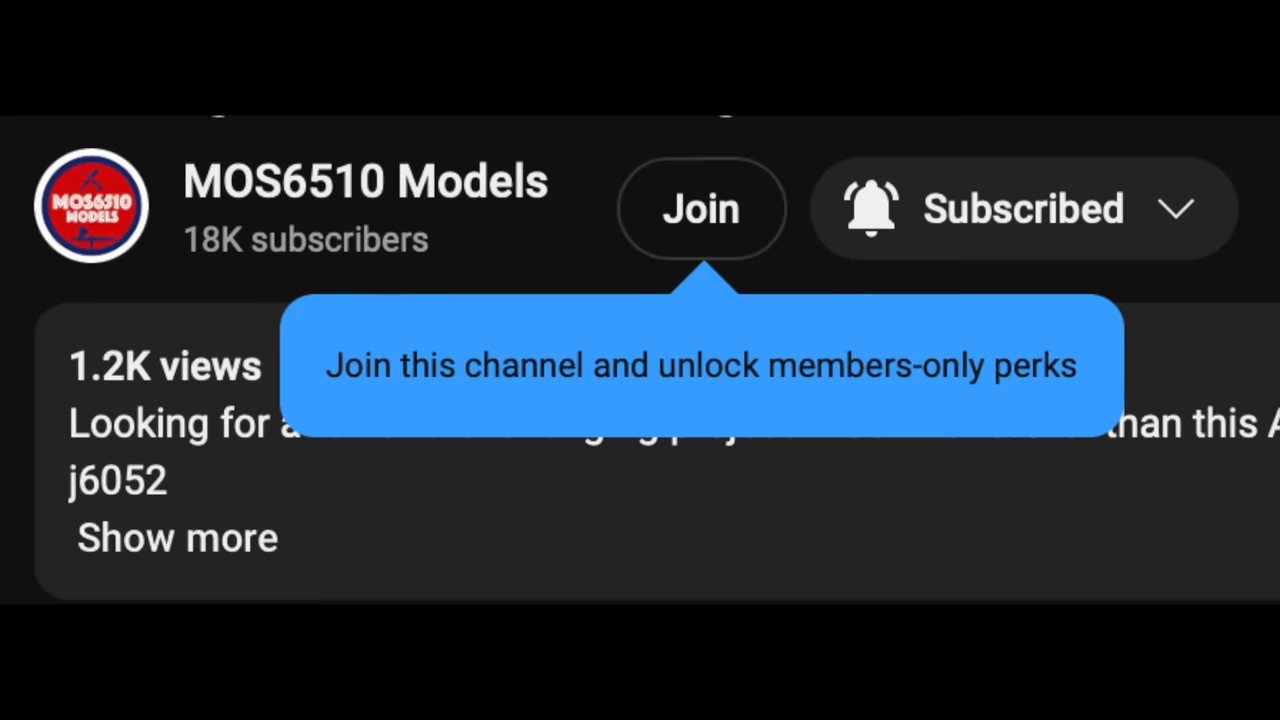 MOS6510 Models
MOS6510
MODELS
18K subscribers
Join
Subscribed
Join this channel and unlock members-only perks
1.2K views
Looking for a than this A
j6052
Show more